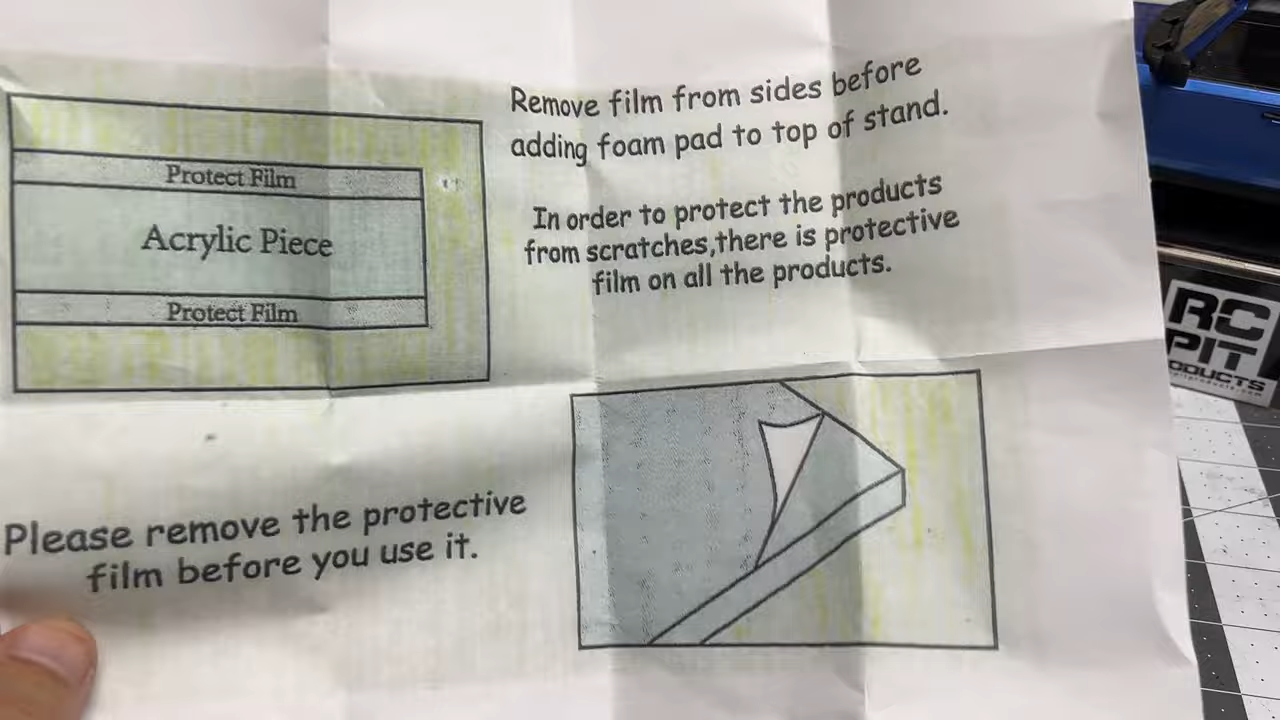 Remove film from sides before
adding foam pad to top of stand.
Protect Film
Acrylic Piece
Protect Film
In order to protect the products
from scratches,there is protective
film on all the products.
Please remove the protective
film before you use it.
RC
PIT
ODUCTS